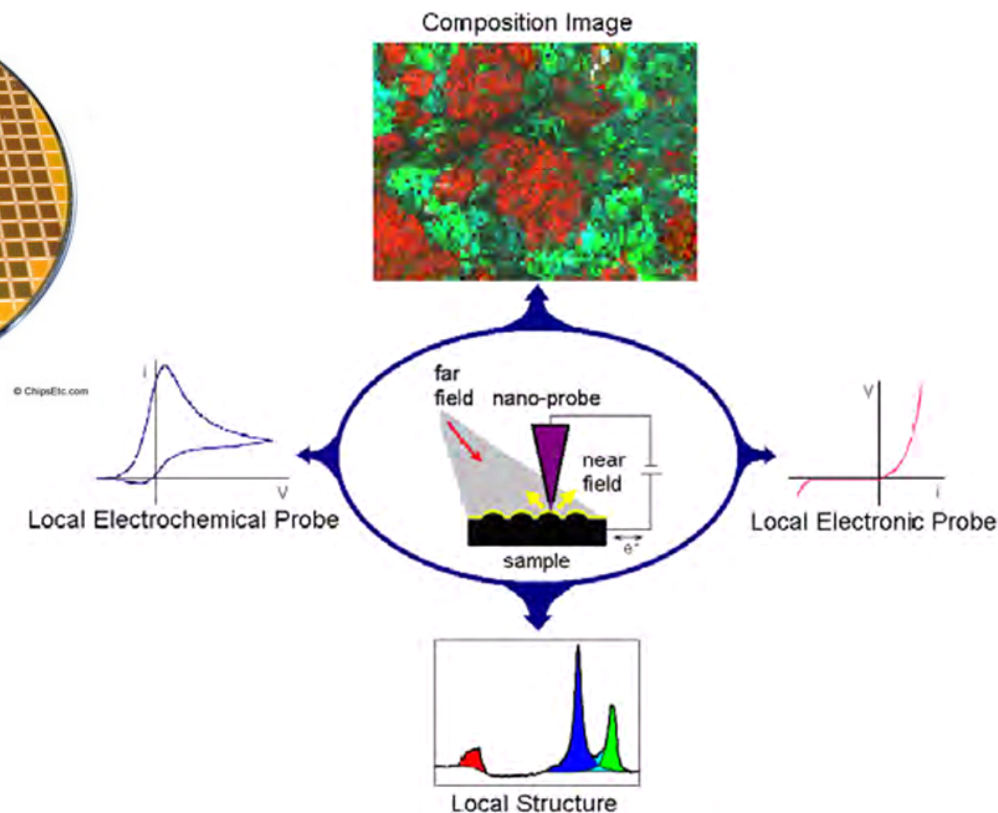 Composition Image
© ChipsEtc.com
i
V
Local Electrochemical Probe
far
field nano-probe
near
field
e⁻
sample
V
i
Local Electronic Probe
Local Structure